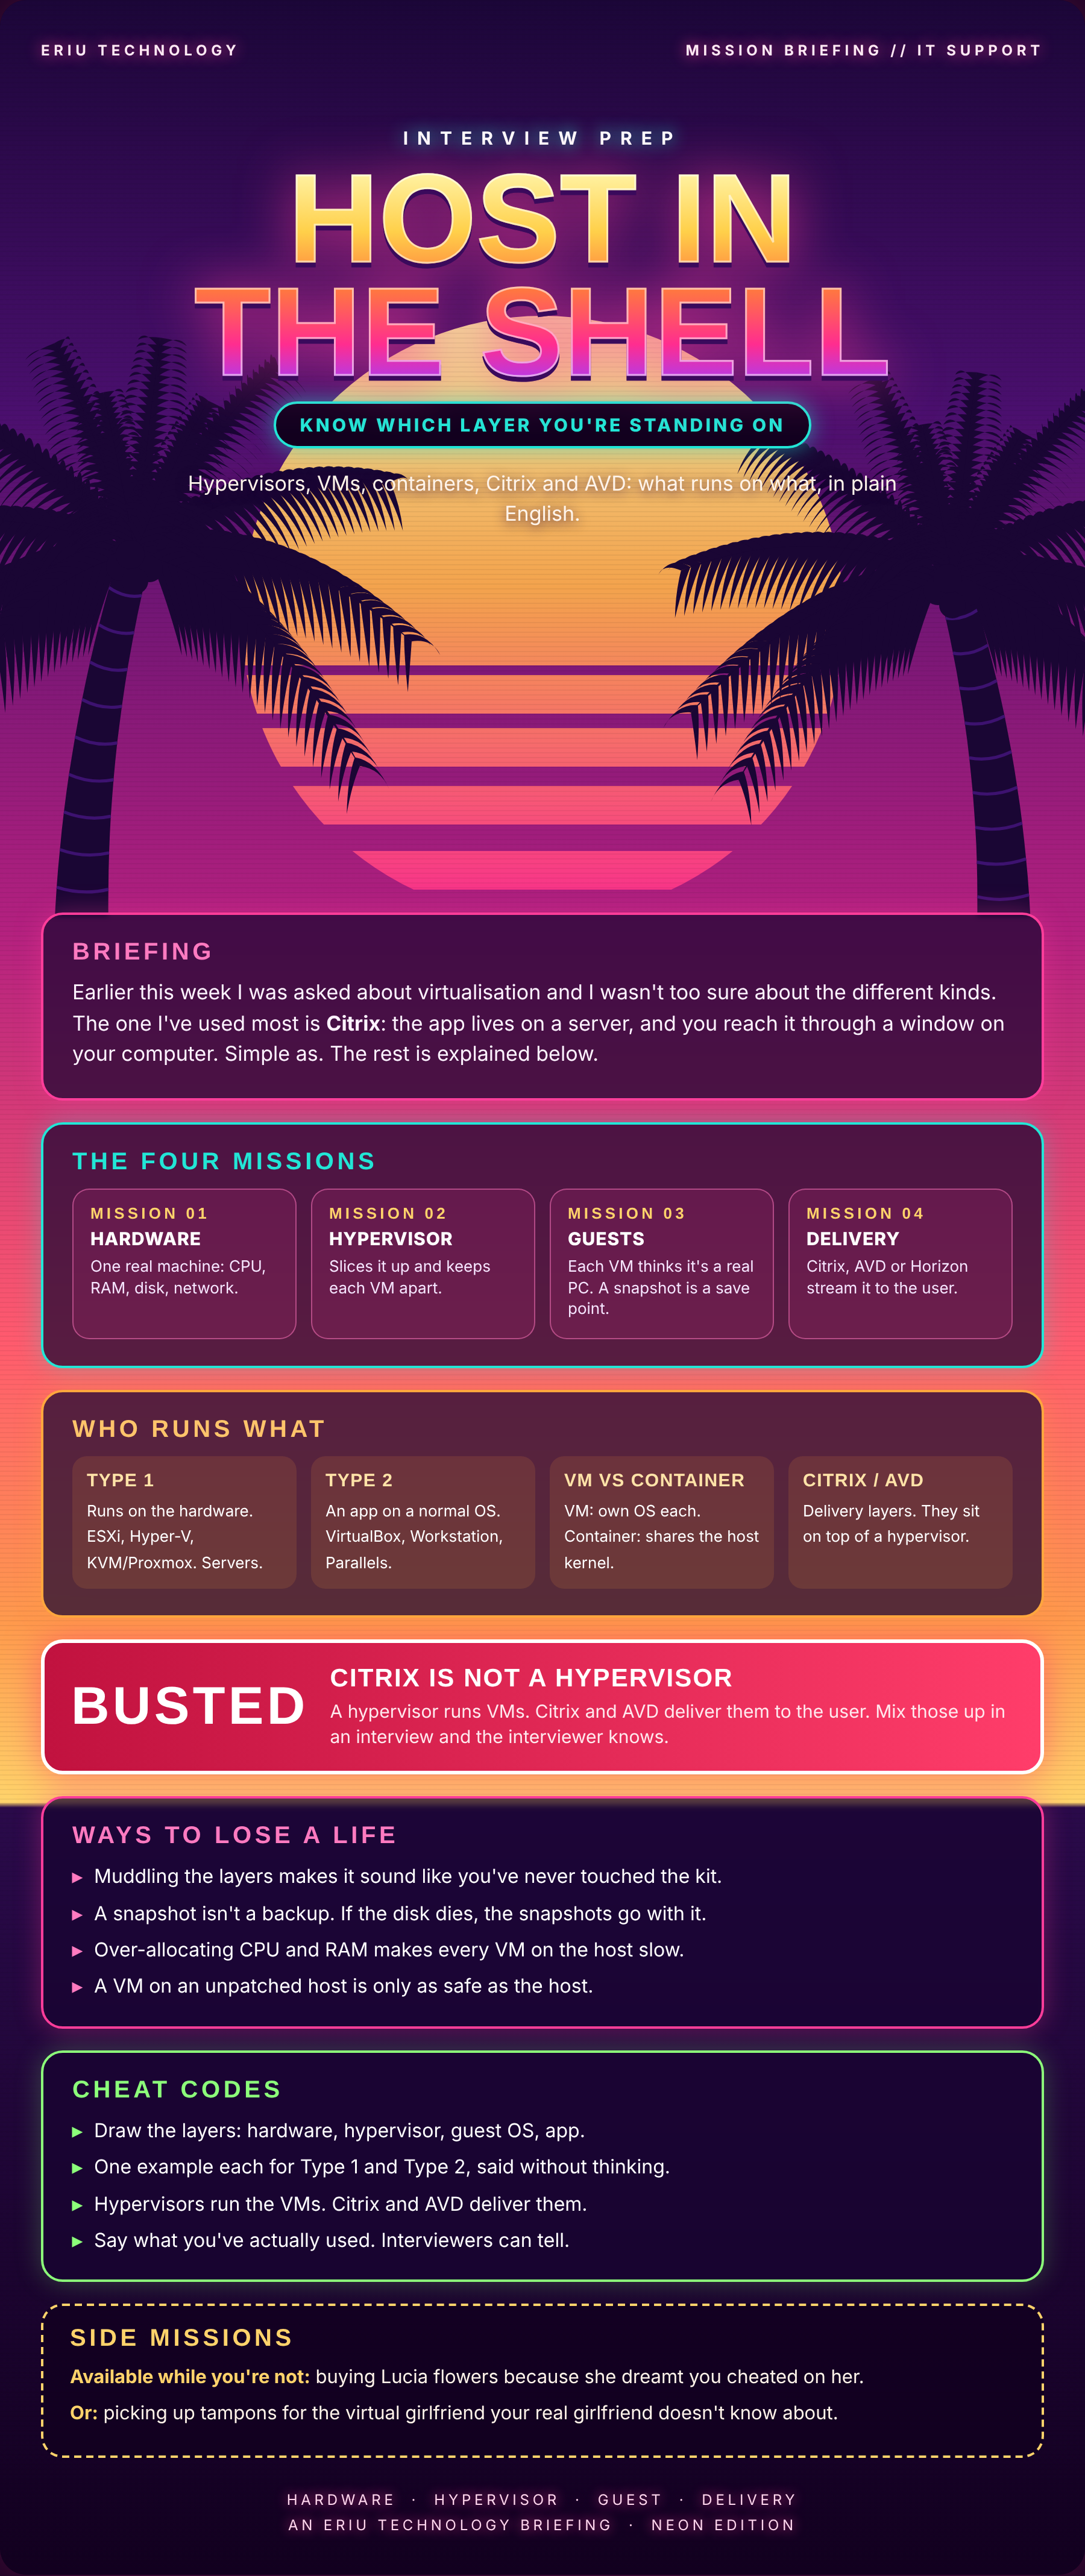 ERIU TECHNOLOGY
MISSION BRIEFING // IT SUPPORT
INTERVIEW PREP
HOST IN
THE SHELL
KNOW WHICH LAYER YOU'RE STANDING ON
Hypervisors, VMs, containers, Citrix and AVD: what runs on what, in plain
English.
BRIEFING
Earlier this week I was asked about virtualisation and I wasn't too sure about the different kinds.
The one I've used most is Citrix: the app lives on a server, and you reach it through a window on
your computer. Simple as. The rest is explained below.
THE FOUR MISSIONS
MISSION 01
HARDWARE
One real machine: CPU,
RAM, disk, network.
MISSION 02
HYPERVISOR
Slices it up and keeps
each VM apart.
MISSION 03
GUESTS
Each VM thinks it's a real
PC. A snapshot is a save
point.
MISSION 04
DELIVERY
Citrix, AVD or Horizon
stream it to the user.
WHO RUNS WHAT
TYPE 1
Runs on the hardware.
ESXi, Hyper-V,
KVM/Proxmox. Servers.
TYPE 2
An app on a normal OS.
VirtualBox, Workstation,
Parallels.
VM VS CONTAINER
VM: own OS each.
Container: shares the host
kernel.
CITRIX / AVD
Delivery layers. They sit
on top of a hypervisor.
BUSTED
CITRIX IS NOT A HYPERVISOR
A hypervisor runs VMs. Citrix and AVD deliver them to the user. Mix those up in
an interview and the interviewer knows.
WAYS TO LOSE A LIFE
▶ Muddling the layers makes it sound like you've never touched the kit.
▶ A snapshot isn't a backup. If the disk dies, the snapshots go with it.
▶ Over-allocating CPU and RAM makes every VM on the host slow.
▶ A VM on an unpatched host is only as safe as the host.
CHEAT CODES
▶ Draw the layers: hardware, hypervisor, guest OS, app.
▶ One example each for Type 1 and Type 2, said without thinking.
▶ Hypervisors run the VMs. Citrix and AVD deliver them.
▶ Say what you've actually used. Interviewers can tell.
SIDE MISSIONS
Available while you're not: buying Lucia flowers because she dreamt you cheated on her.
Or: picking up tampons for the virtual girlfriend your real girlfriend doesn't know about.
HARDWARE · HYPERVISOR · GUEST · DELIVERY
AN ERIU TECHNOLOGY BRIEFING · NEON EDITION